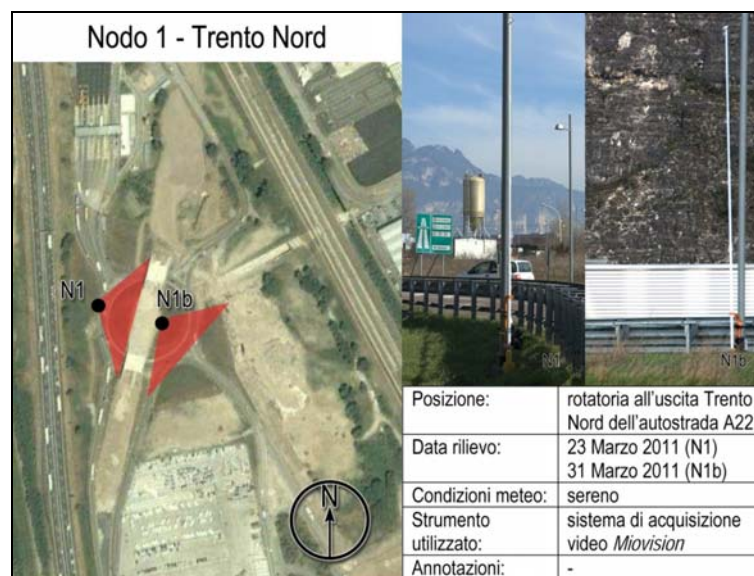 Nodo 1 - Trento Nord
N1
N1b
N
N1
N1b
Posizione:
rotatoria all'uscita Trento
Nord dell'autostrada A22
Data rilievo:
23 Marzo 2011 (N1)
31 Marzo 2011 (N1b)
Condizioni meteo:
sereno
Strumento
utilizzato:
sistema di acquisizione
video Miovision
Annotazioni:
-